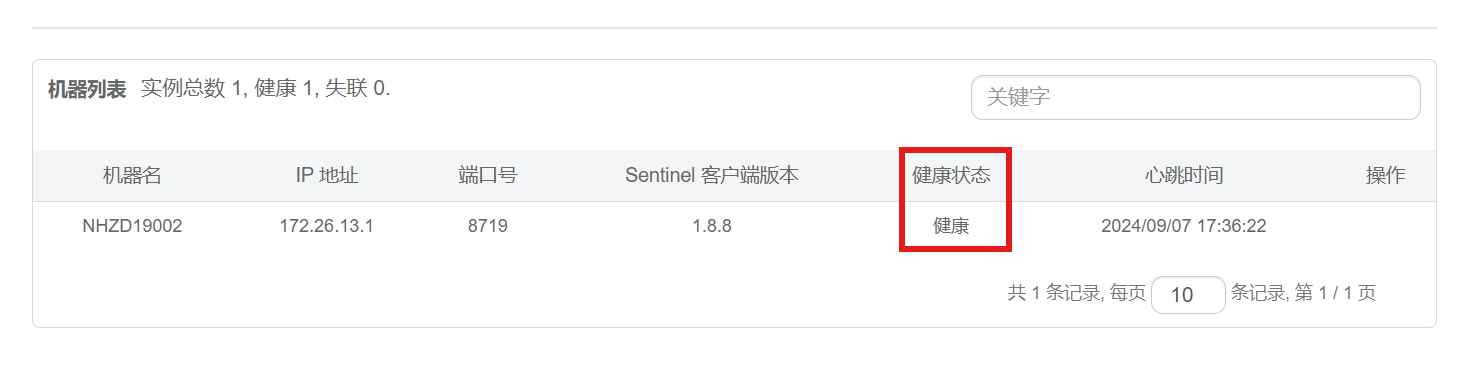 机器列表 实例总数 1, 健康 1, 失联 0.
关键字
机器名 IP 地址 端口号 Sentinel 客户端版本 健康状态 心跳时间 操作
NHZD19002 172.26.13.1 8719 1.8.8 健康 2024/09/07 17:36:22
共 1 条记录, 每页 10 条记录, 第 1 / 1 页